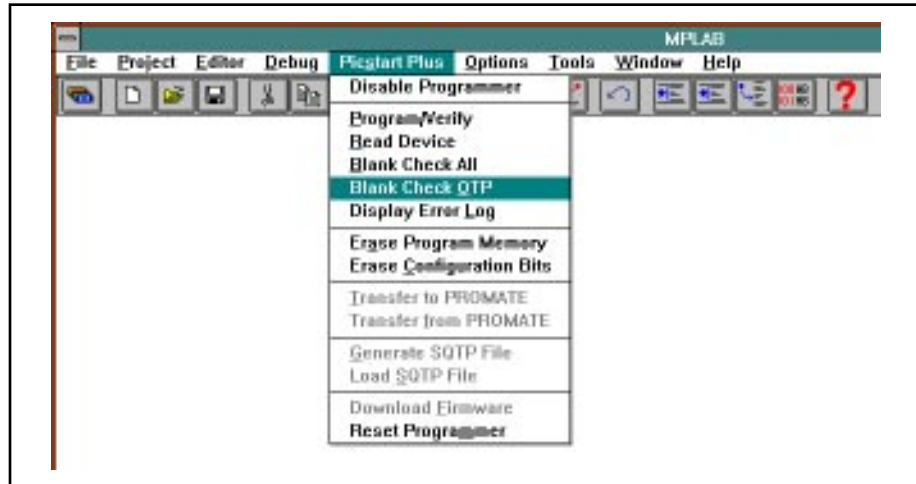 MPLAB
File Project Editor Debug Picstart Plus Options Tools Window Help
Disable Programmer
Program/Verify
Read Device
Blank Check All
Blank Check OTP
Display Error Log
Erase Program Memory
Erase Configuration Bits
Transfer to PROMATE
Transfer from PROMATE
Generate SQTP File
Load SQTP File
Download Firmware
Reset Programmer